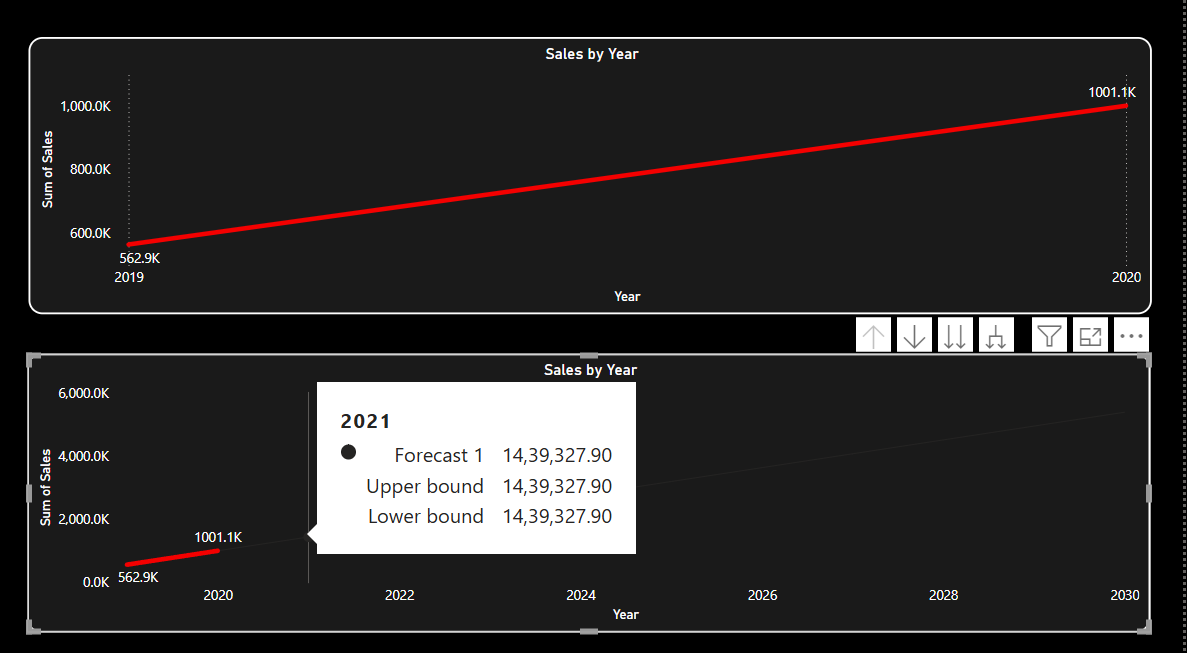 Sales by Year
1001.1K
1,000.0K
800.0K
600.0K
Sum of Sales
562.9K
2019
2020
Year
Sales by Year
6,000.0K
4,000.0K
2,000.0K
0.0K
Sum of Sales
2021
Forecast 1 14,39,327.90
Upper bound 14,39,327.90
Lower bound 14,39,327.90
1001.1K
562.9K
2020 2022 2024 2026 2028 2030
Year